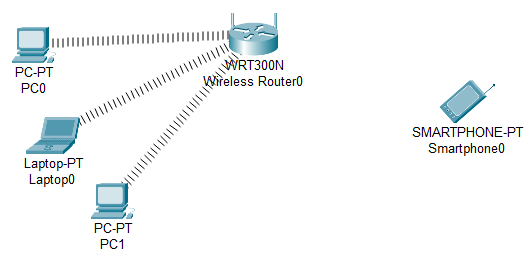 PC-PT
PC0
WRT300N
Wireless Router0
SMARTPHONE-PT
Smartphone0
Laptop-PT
Laptop0
PC-PT
PC1